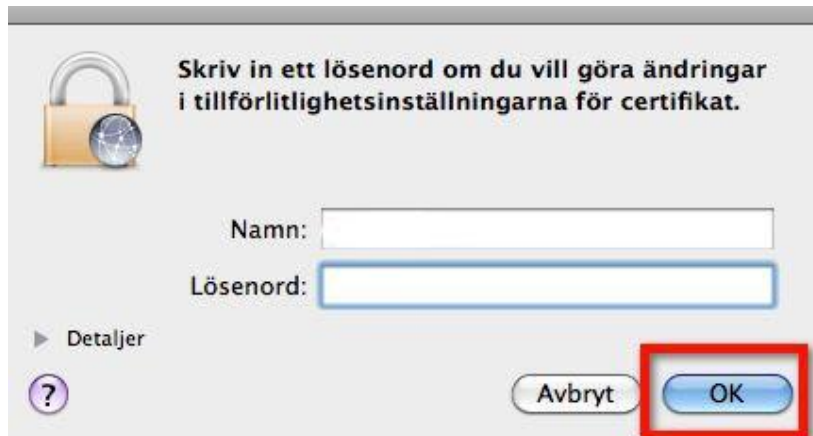 Skriv in ett lösenord om du vill göra ändringar
i tillförlitlighetsinställningarna för certifikat.
Namn:
Lösenord:
Detaljer
?
Avbryt
OK